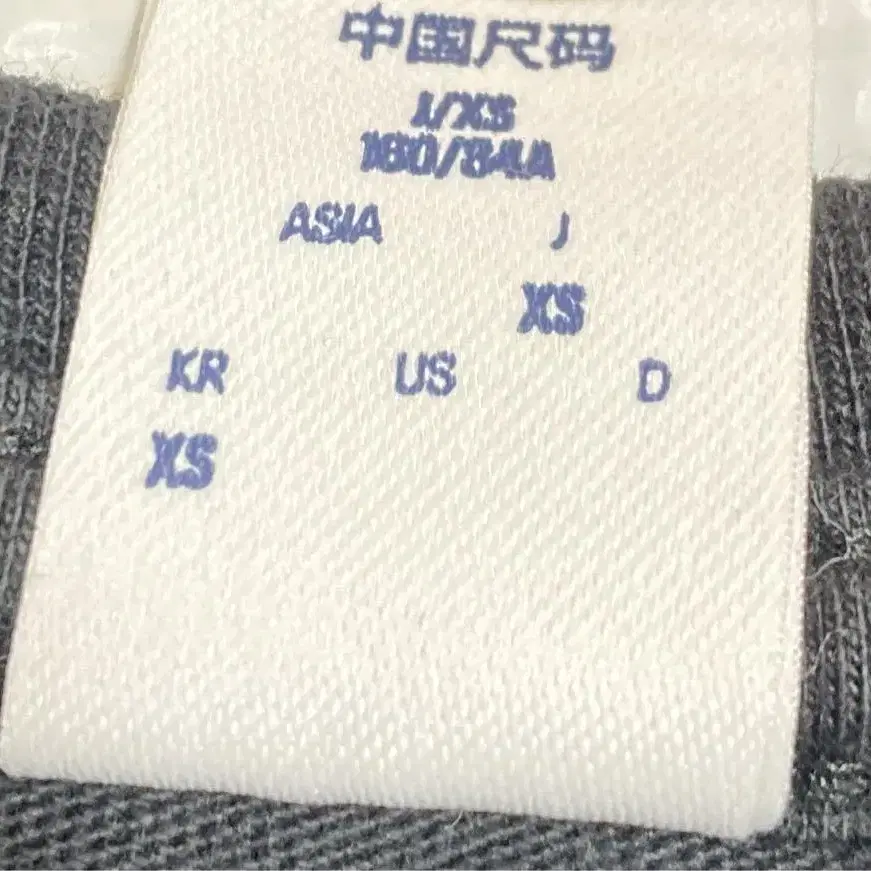 中国尺码
J/XS
160/84A
ASIA J
XS
KR US D
XS